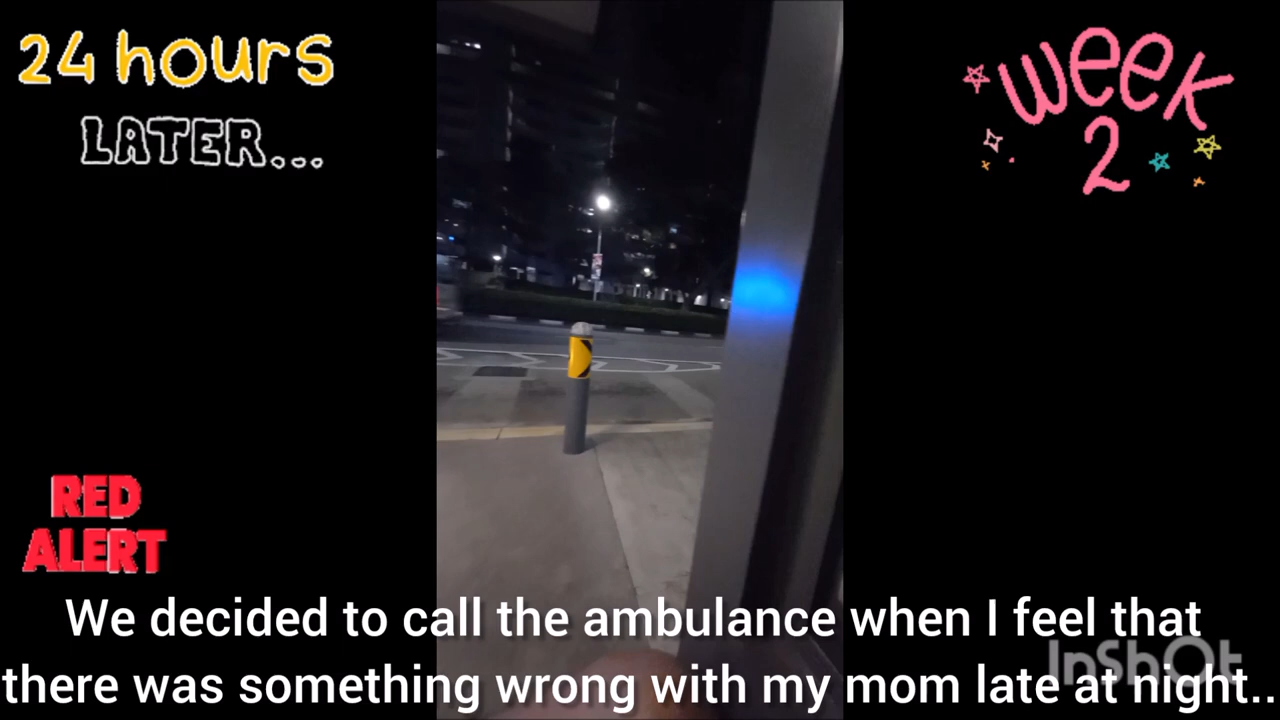 24 hours
LATER...
week
2
RED
ALERT
We decided to call the ambulance when I feel that
there was something wrong with my mom late at night..
InShOt